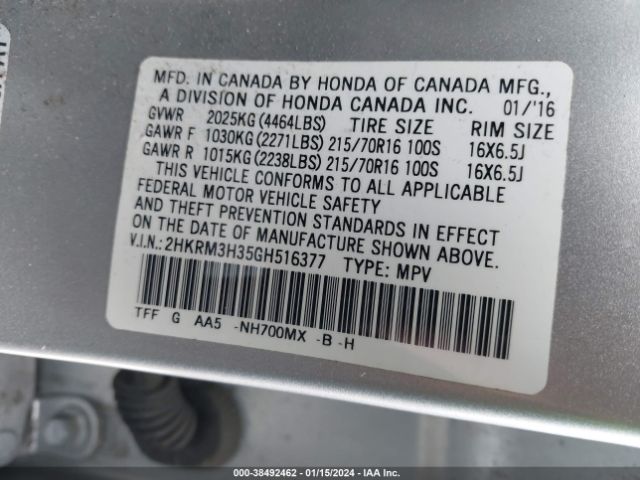 MFD. IN CANADA BY HONDA OF CANADA MFG.,
A DIVISION OF HONDA CANADA INC. 01/'16
GVWR 2025KG (4464LBS) TIRE SIZE RIM SIZE
GAWR F 1030KG (2271LBS) 215/70R16 100S 16X6.5J
GAWR R 1015KG (2238LBS) 215/70R16 100S 16X6.5J
THIS VEHICLE CONFORMS TO ALL APPLICABLE
FEDERAL MOTOR VEHICLE SAFETY
AND THEFT PREVENTION STANDARDS IN EFFECT
ON THE DATE OF MANUFACTURE SHOWN ABOVE.
V.I.N.: 2HKRM3H35GH516377 TYPE: MPV
TFF G AA5 -NH700MX -B -H
000-38492462 - 01/15/2024 - IAA Inc.